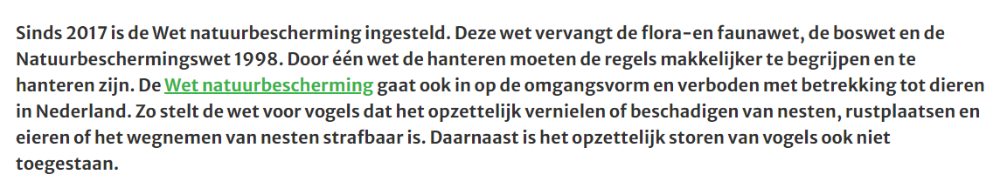 Sinds 2017 is de Wet natuurbescherming ingesteld. Deze wet vervangt de flora-en faunawet, de boswet en de
Natuurbeschermingswet 1998. Door één wet de hanteren moeten de regels makkelijker te begrijpen en te
hanteren zijn. De Wet natuurbescherming gaat ook in op de omgangsvorm en verboden met betrekking tot dieren
in Nederland. Zo stelt de wet voor vogels dat het opzettelijk vernielen of beschadigen van nesten, rustplaatsen en
eieren of het wegnemen van nesten strafbaar is. Daarnaast is het opzettelijk storen van vogels ook niet
toegestaan.